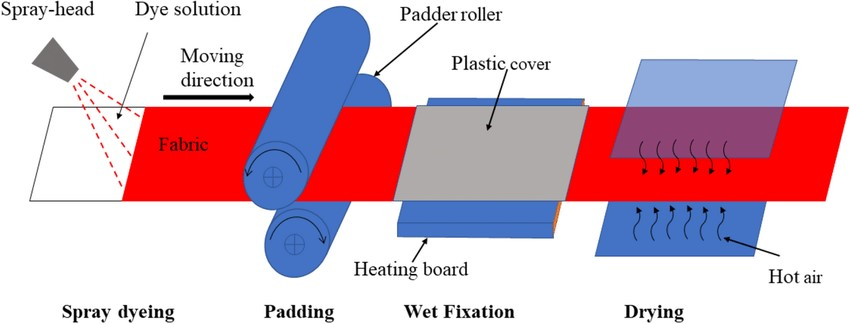 Spray-head
Dye solution
Padder roller
Moving
direction
Plastic cover
Fabric
Heating board
Hot air
Spray dyeing
Padding
Wet Fixation
Drying